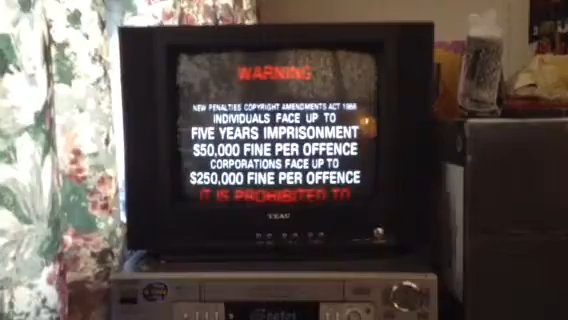 WARNING
NEW PENALTIES COPYRIGHT AMENDMENTS ACT 1986
INDIVIDUALS FACE UP TO
FIVE YEARS IMPRISONMENT
$50,000 FINE PER OFFENCE
CORPORATIONS FACE UP TO
$250,000 FINE PER OFFENCE
IT IS PROHIBITED TO
TEAC